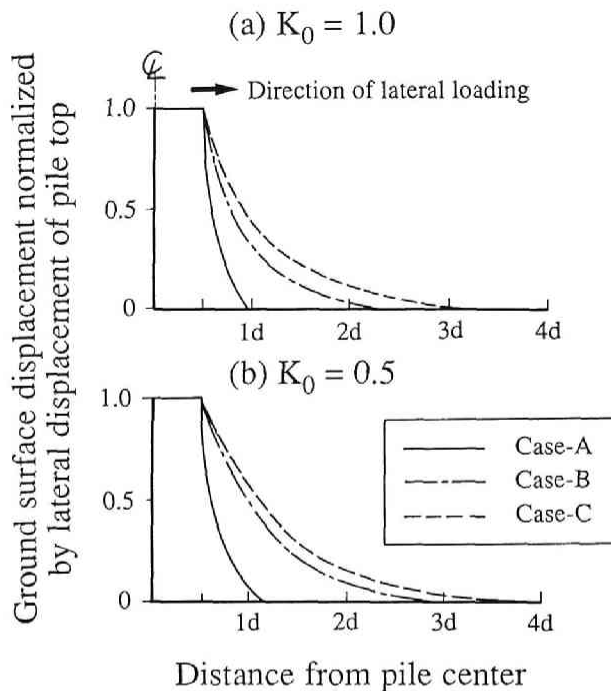 (a) K₀ = 1.0
℄
Direction of lateral loading
1.0
0.5
0
1d 2d 3d 4d
(b) K₀ = 0.5
1.0
0.5
0
1d 2d 3d 4d
Case-A
Case-B
Case-C
Ground surface displacement normalized
by lateral displacement of pile top
Distance from pile center